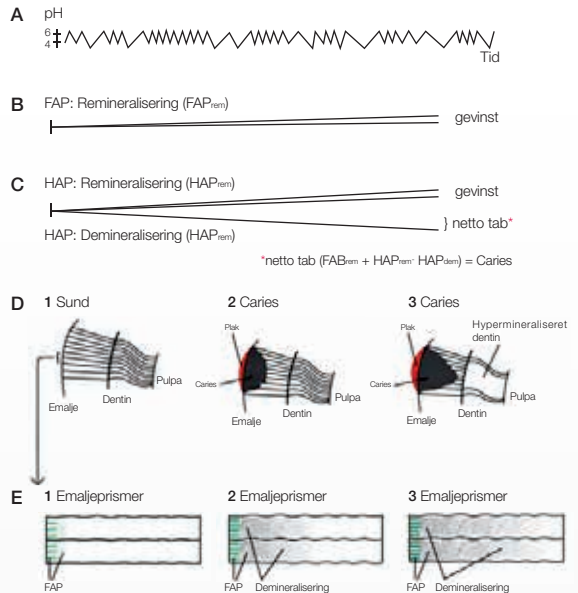 A
pH
6
4
Tid
B FAP: Remineralisering (FAPrem)
gevinst
C HAP: Remineralisering (HAPrem)
gevinst
} netto tab*
HAP: Demineralisering (HAPrem)
*netto tab (FABrem + HAPrem- HAPdem) = Caries
D 1 Sund 2 Caries 3 Caries
Emalje
Dentin
Pulpa
Plak
Caries
Emalje
Dentin
Pulpa
Plak
Hypermineraliseret
dentin
Caries
Emalje
Dentin
Pulpa
E 1 Emaljeprismer 2 Emaljeprismer 3 Emaljeprismer
FAP FAP Demineralisering FAP Demineralisering